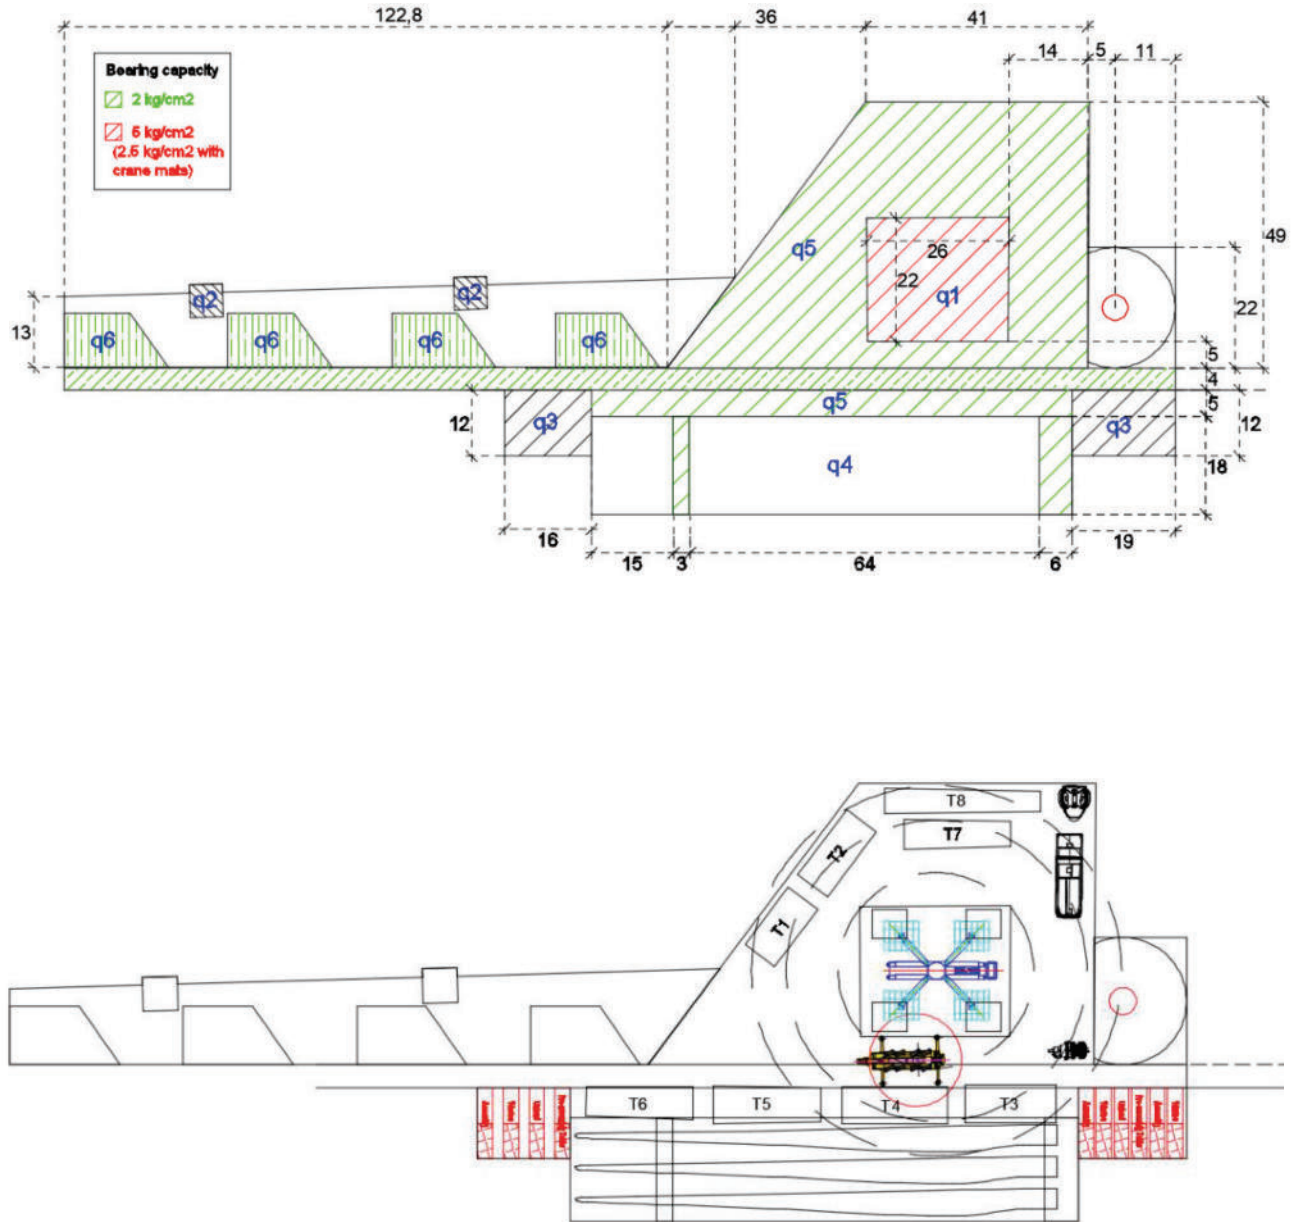 122,8
36
41
14
5
11
Bearing capacity
2 kg/cm2
5 kg/cm2
(2.5 kg/cm2 with
crane mats)
q5
26
22
q1
49
22
q2
q2
13
q6
q6
q6
q6
5
4
5
q5
12
q3
q3
12
q4
18
16
19
15
3
64
6
T8
T7
T2
T1
T6
T5
T4
T3